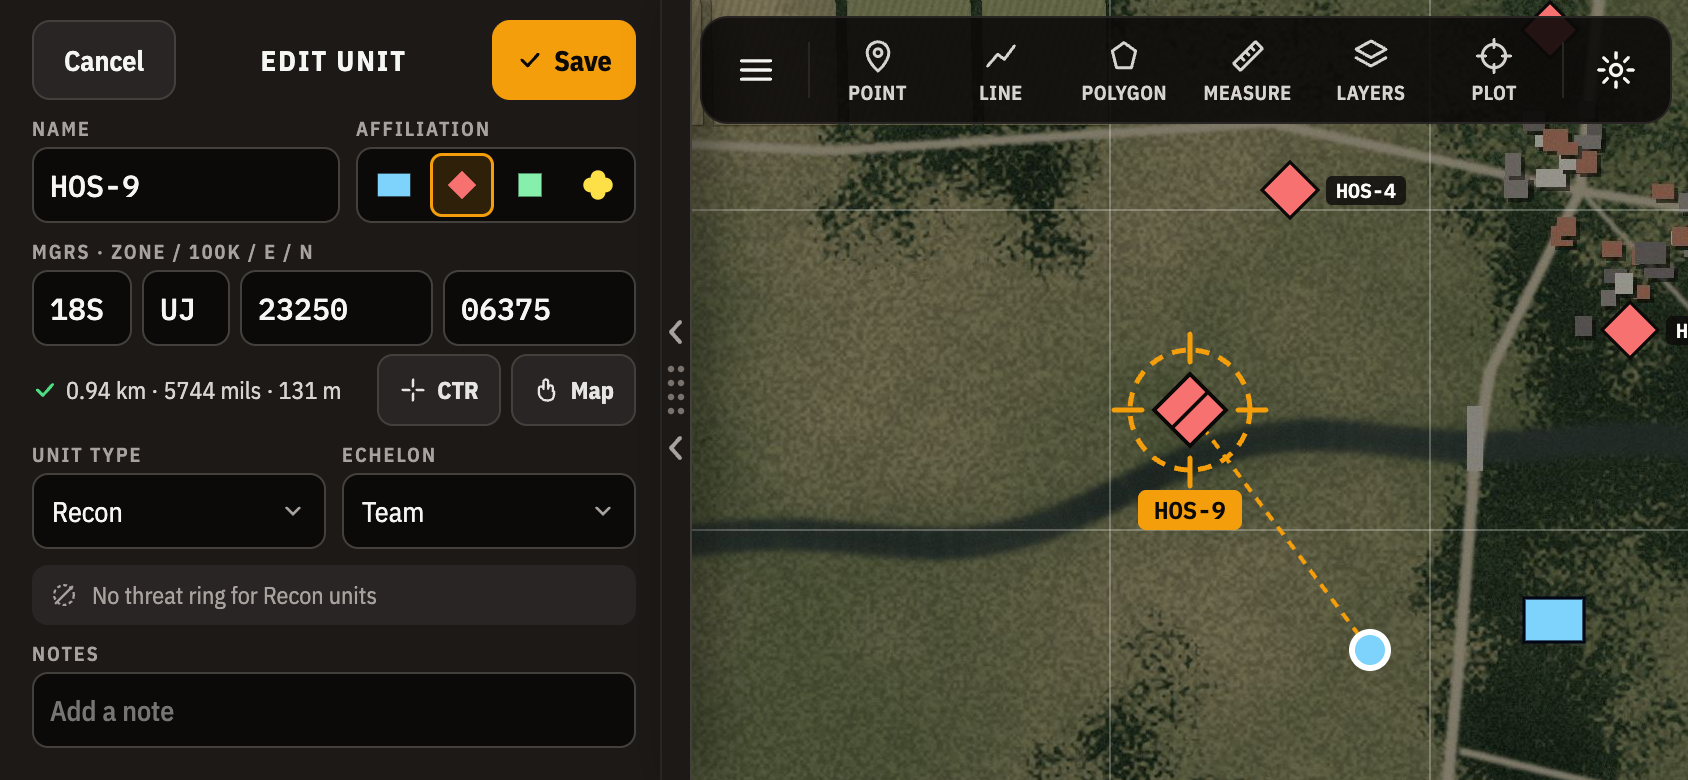 Cancel
EDIT UNIT
Save
NAME
AFFILIATION
HOS-9
MGRS · ZONE / 100K / E / N
18S
UJ
23250
06375
0.94 km · 5744 mils · 131 m
CTR
Map
UNIT TYPE
ECHELON
Recon
Team
No threat ring for Recon units
NOTES
Add a note
POINT
LINE
POLYGON
MEASURE
LAYERS
PLOT
HOS-4
HOS-9